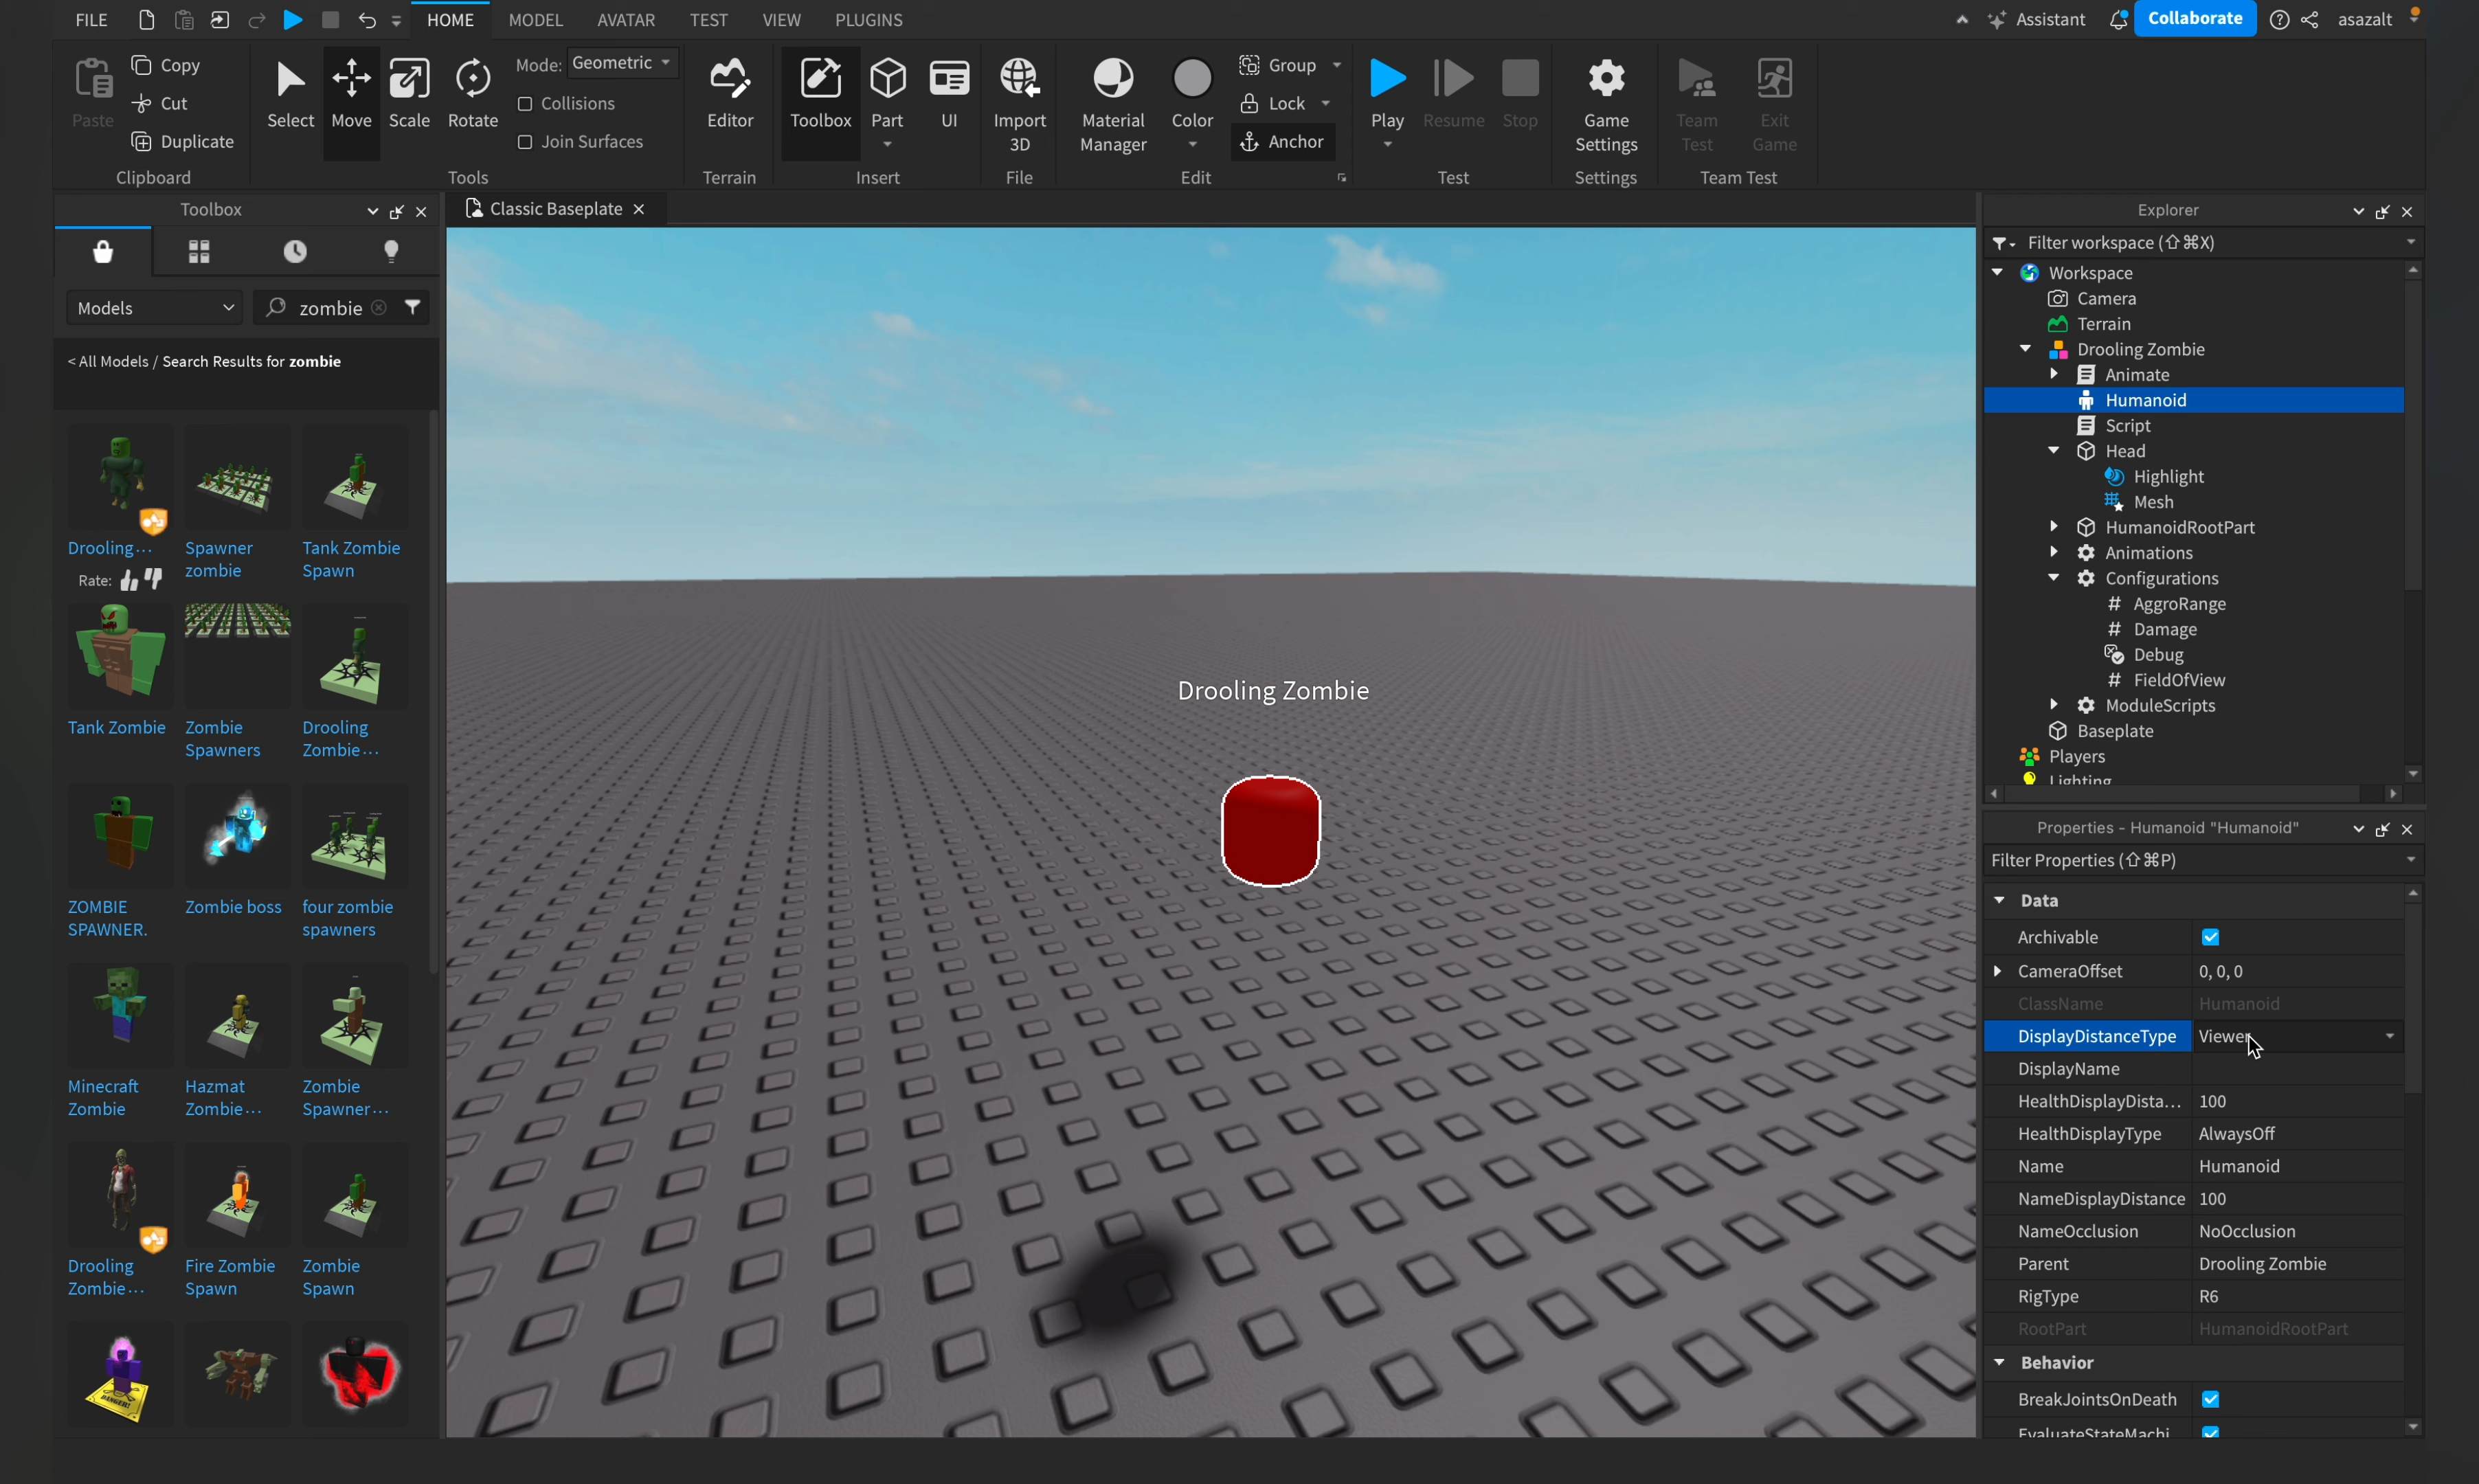 FILE
HOME
MODEL
AVATAR
TEST
VIEW
PLUGINS
Assistant
Collaborate
asazalt
Paste
Copy
Cut
Duplicate
Clipboard
Select
Move
Scale
Rotate
Mode: Geometric
Collisions
Join Surfaces
Tools
Editor
Terrain
Toolbox
Part
UI
Insert
Import
3D
File
Material
Manager
Color
Group
Lock
Anchor
Edit
Play
Resume
Stop
Test
Game
Settings
Settings
Team
Test
Exit
Game
Team Test
Toolbox
Models
zombie
< All Models / Search Results for zombie
Drooling...
Rate:
Spawner
zombie
Tank Zombie
Spawn
Tank Zombie
Zombie
Spawners
Drooling
Zombie...
ZOMBIE
SPAWNER.
Zombie boss
four zombie
spawners
Minecraft
Zombie
Hazmat
Zombie...
Zombie
Spawner...
Drooling
Zombie...
Fire Zombie
Spawn
Zombie
Spawn
DANGER!
Classic Baseplate
Drooling Zombie
Explorer
Filter workspace (⇧⌘X)
Workspace
Camera
Terrain
Drooling Zombie
Animate
Humanoid
Script
Head
Highlight
Mesh
HumanoidRootPart
Animations
Configurations
# AggroRange
# Damage
Debug
# FieldOfView
ModuleScripts
Baseplate
Players
Lighting
Properties - Humanoid "Humanoid"
Filter Properties (⇧⌘P)
Data
Archivable
CameraOffset 0, 0, 0
ClassName Humanoid
DisplayDistanceType Viewer
DisplayName
HealthDisplayDista... 100
HealthDisplayType AlwaysOff
Name Humanoid
NameDisplayDistance 100
NameOcclusion NoOcclusion
Parent Drooling Zombie
RigType R6
RootPart HumanoidRootPart
Behavior
BreakJointsOnDeath
EvaluateStateMachi